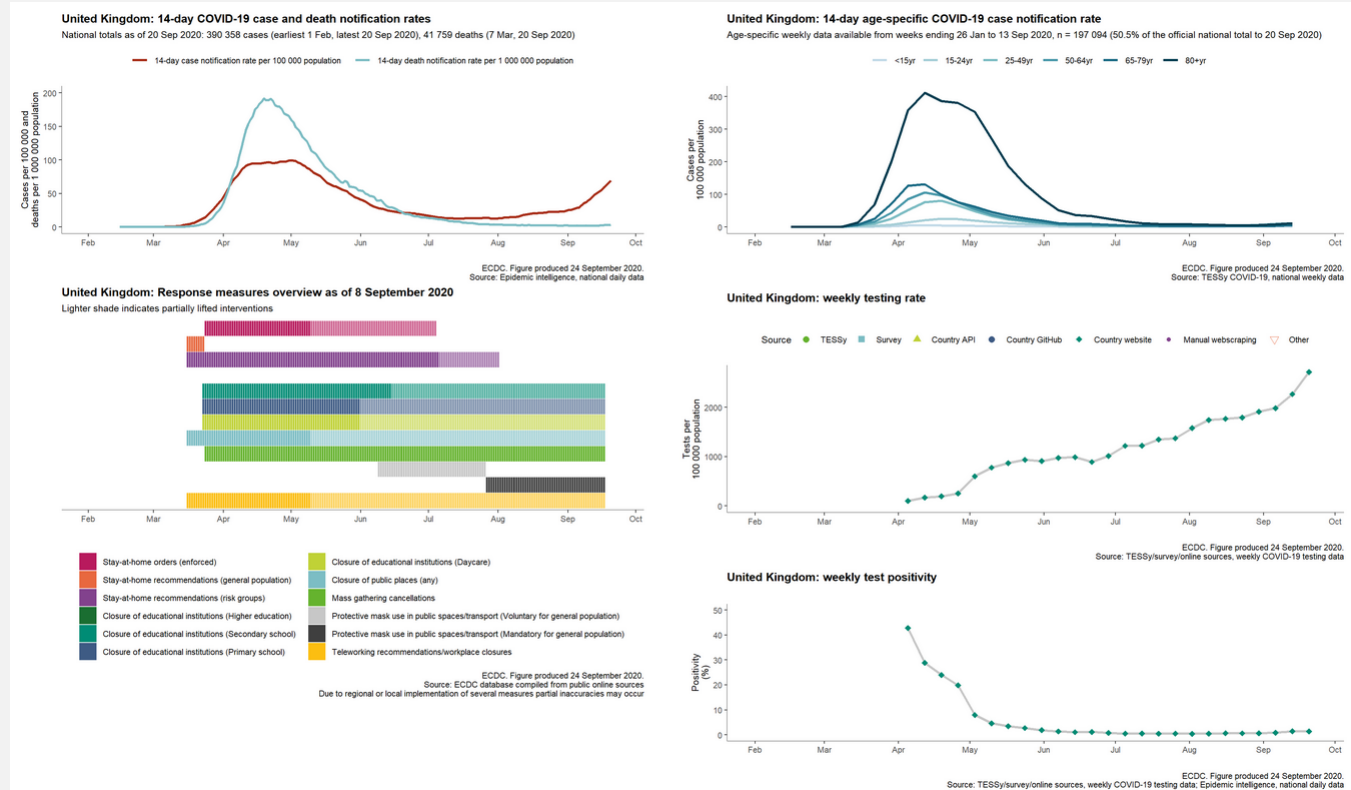 United Kingdom: 14-day COVID-19 case and death notification rates
National totals as of 20 Sep 2020: 390 358 cases (earliest 1 Feb, latest 20 Sep 2020), 41 759 deaths (7 Mar, 20 Sep 2020)
14-day case notification rate per 100 000 population
14-day death notification rate per 1 000 000 population
Cases per 100 000 and
deaths per 1 000 000 population
200
150
100
50
0
Feb Mar Apr May Jun Jul Aug Sep Oct
ECDC. Figure produced 24 September 2020.
Source: Epidemic intelligence, national daily data
United Kingdom: Response measures overview as of 8 September 2020
Lighter shade indicates partially lifted interventions
Feb Mar Apr May Jun Jul Aug Sep Oct
Stay-at-home orders (enforced)
Stay-at-home recommendations (general population)
Stay-at-home recommendations (risk groups)
Closure of educational institutions (Higher education)
Closure of educational institutions (Secondary school)
Closure of educational institutions (Primary school)
Closure of educational institutions (Daycare)
Closure of public places (any)
Mass gathering cancellations
Protective mask use in public spaces/transport (Voluntary for general population)
Protective mask use in public spaces/transport (Mandatory for general population)
Teleworking recommendations/workplace closures
ECDC. Figure produced 24 September 2020.
Source: ECDC database compiled from public online sources
Due to regional or local implementation of several measures partial inaccuracies may occur
United Kingdom: 14-day age-specific COVID-19 case notification rate
Age-specific weekly data available from weeks ending 26 Jan to 13 Sep 2020, n = 197 094 (50.5% of the official national total to 20 Sep 2020)
<15yr 15-24yr 25-49yr 50-64yr 65-79yr 80+yr
Cases per
100 000 population
400
300
200
100
0
Feb Mar Apr May Jun Jul Aug Sep Oct
ECDC. Figure produced 24 September 2020.
Source: TESSy COVID-19, national weekly data
United Kingdom: weekly testing rate
Source TESSy Survey Country API Country GitHub Country website Manual webscraping Other
Tests per
100 000 population
2000
1000
0
Feb Mar Apr May Jun Jul Aug Sep Oct
ECDC. Figure produced 24 September 2020.
Source: TESSy/survey/online sources, weekly COVID-19 testing data
United Kingdom: weekly test positivity
Positivity
(%)
50
40
30
20
10
0
Feb Mar Apr May Jun Jul Aug Sep Oct
ECDC. Figure produced 24 September 2020.
Source: TESSy/survey/online sources, weekly COVID-19 testing data; Epidemic intelligence, national daily data